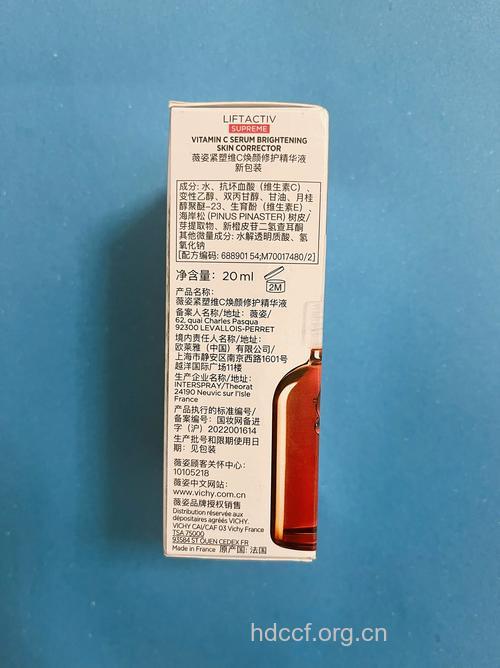 LIFTACTIV
SUPREME
VITAMIN C SERUM BRIGHTENING
SKIN CORRECTOR
薇姿紧塑维C焕颜修护精华液
新包装
成分: 水、抗坏血酸（维生素C）、
变性乙醇、双丙甘醇、甘油、月桂
醇聚醚-23、生育酚（维生素E）、
海岸松 (PINUS PINASTER) 树皮/
芽提取物、新橙皮苷二氢查耳酮
其他微量成分: 水解透明质酸、氢
氧化钠
[配方编码: 688901 54;M70017480/2]
净含量: 20 ml
2M
产品名称:
薇姿紧塑维C焕颜修护精华液
备案人名称/地址: 薇姿/
62, quai Charles Pasqua
92300 LEVALLOIS-PERRET
境内责任人名称/地址:
欧莱雅（中国）有限公司/
上海市静安区南京西路1601号
越洋国际广场11楼
生产企业名称/地址:
INTERSPRAY/Theorat
24190 Neuvic sur l'Isle
France
产品执行的标准编号/
备案编号: 国妆网备进
字（沪）2022001614
生产批号和限期使用日
期: 见包装
薇姿顾客关怀中心:
10105218
薇姿中文网站:
www.vichy.com.cn
薇姿品牌授权销售
Distribution réservée aux
dépositaires agréés VICHY.
VICHY CAI/CAF 03 Vichy France
TSA 75000
93584 ST OUEN CEDEX FR
Made in France 原产国: 法国
hdccf.org.cn